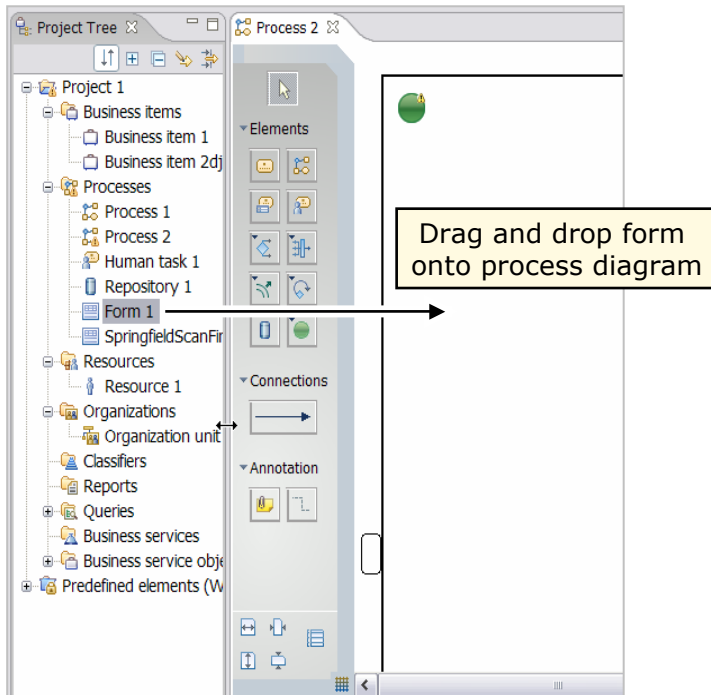 Project Tree
Process 2
Project 1
Business items
Business item 1
Business item 2dj
Processes
Process 1
Process 2
Human task 1
Repository 1
Form 1
SpringfieldScanFir
Resources
Resource 1
Organizations
Organization unit
Classifiers
Reports
Queries
Business services
Business service obje
Predefined elements (W
Elements
Connections
Annotation
Drag and drop form
onto process diagram